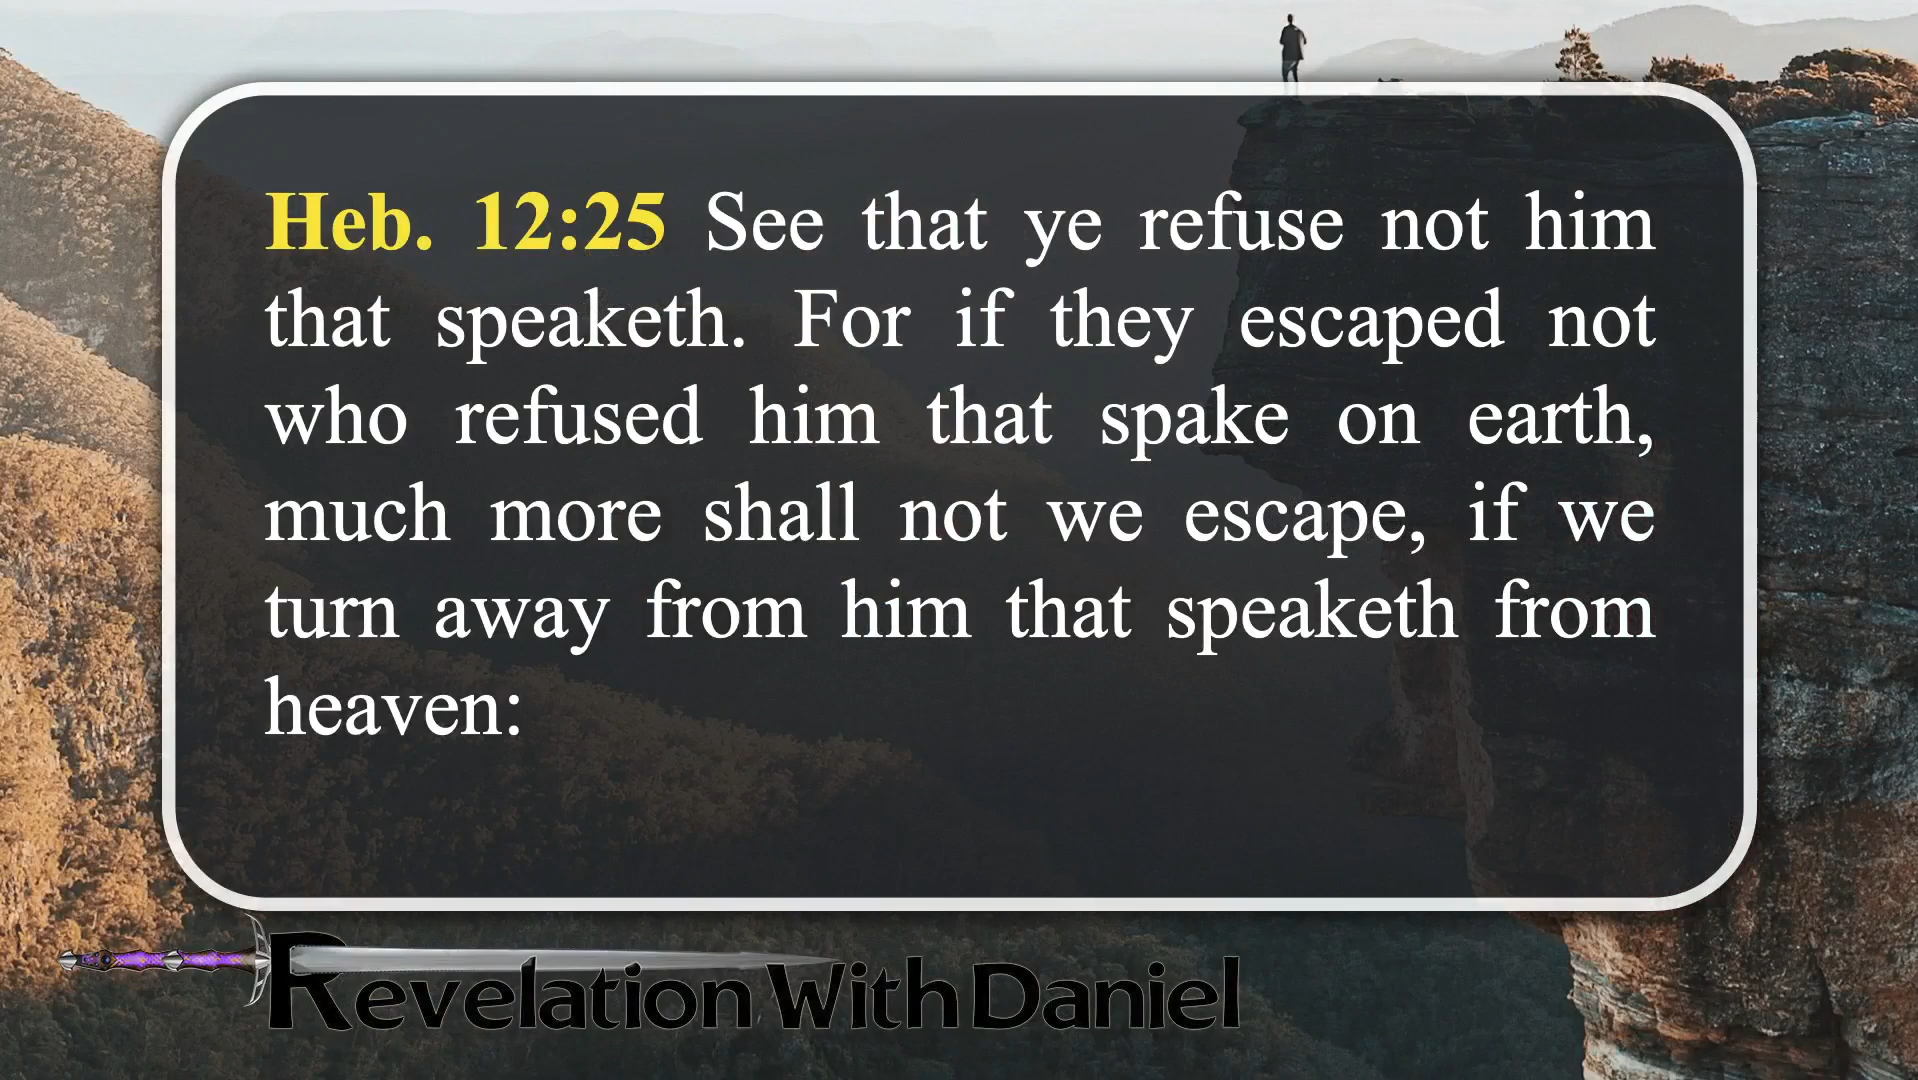 Heb. 12:25 See that ye refuse not him
that speaketh. For if they escaped not
who refused him that spake on earth,
much more shall not we escape, if we
turn away from him that speaketh from
heaven:
Revelation With Daniel